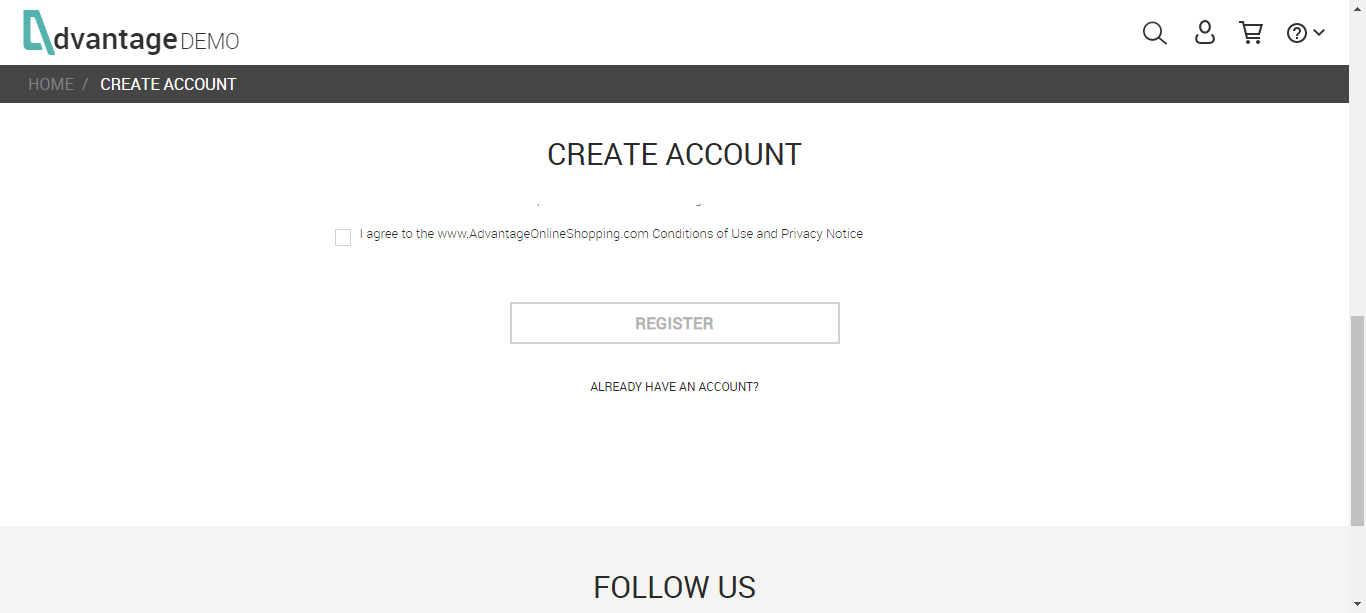 dvantage DEMO
HOME / CREATE ACCOUNT
CREATE ACCOUNT
I agree to the www.AdvantageOnlineShopping.com Conditions of Use and Privacy Notice
REGISTER
ALREADY HAVE AN ACCOUNT?
FOLLOW US